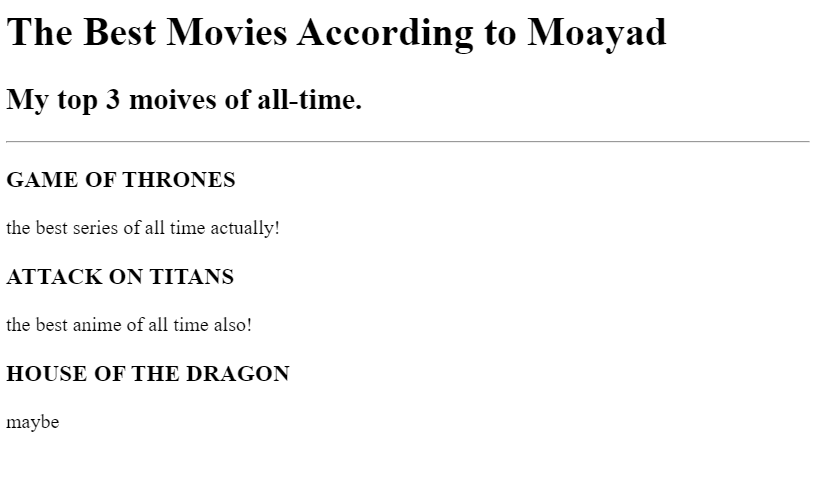 The Best Movies According to Moayad
My top 3 moives of all-time.
GAME OF THRONES
the best series of all time actually!
ATTACK ON TITANS
the best anime of all time also!
HOUSE OF THE DRAGON
maybe